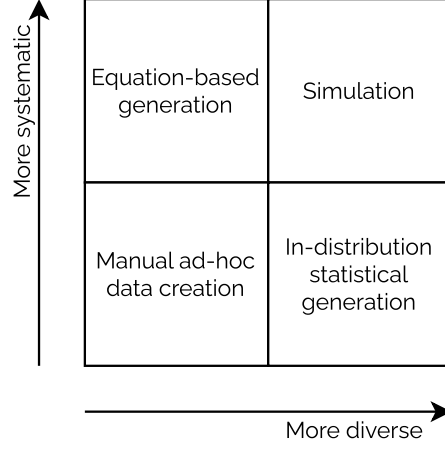 More systematic
Equation-based
generation
Simulation
Manual ad-hoc
data creation
In-distribution
statistical
generation
More diverse